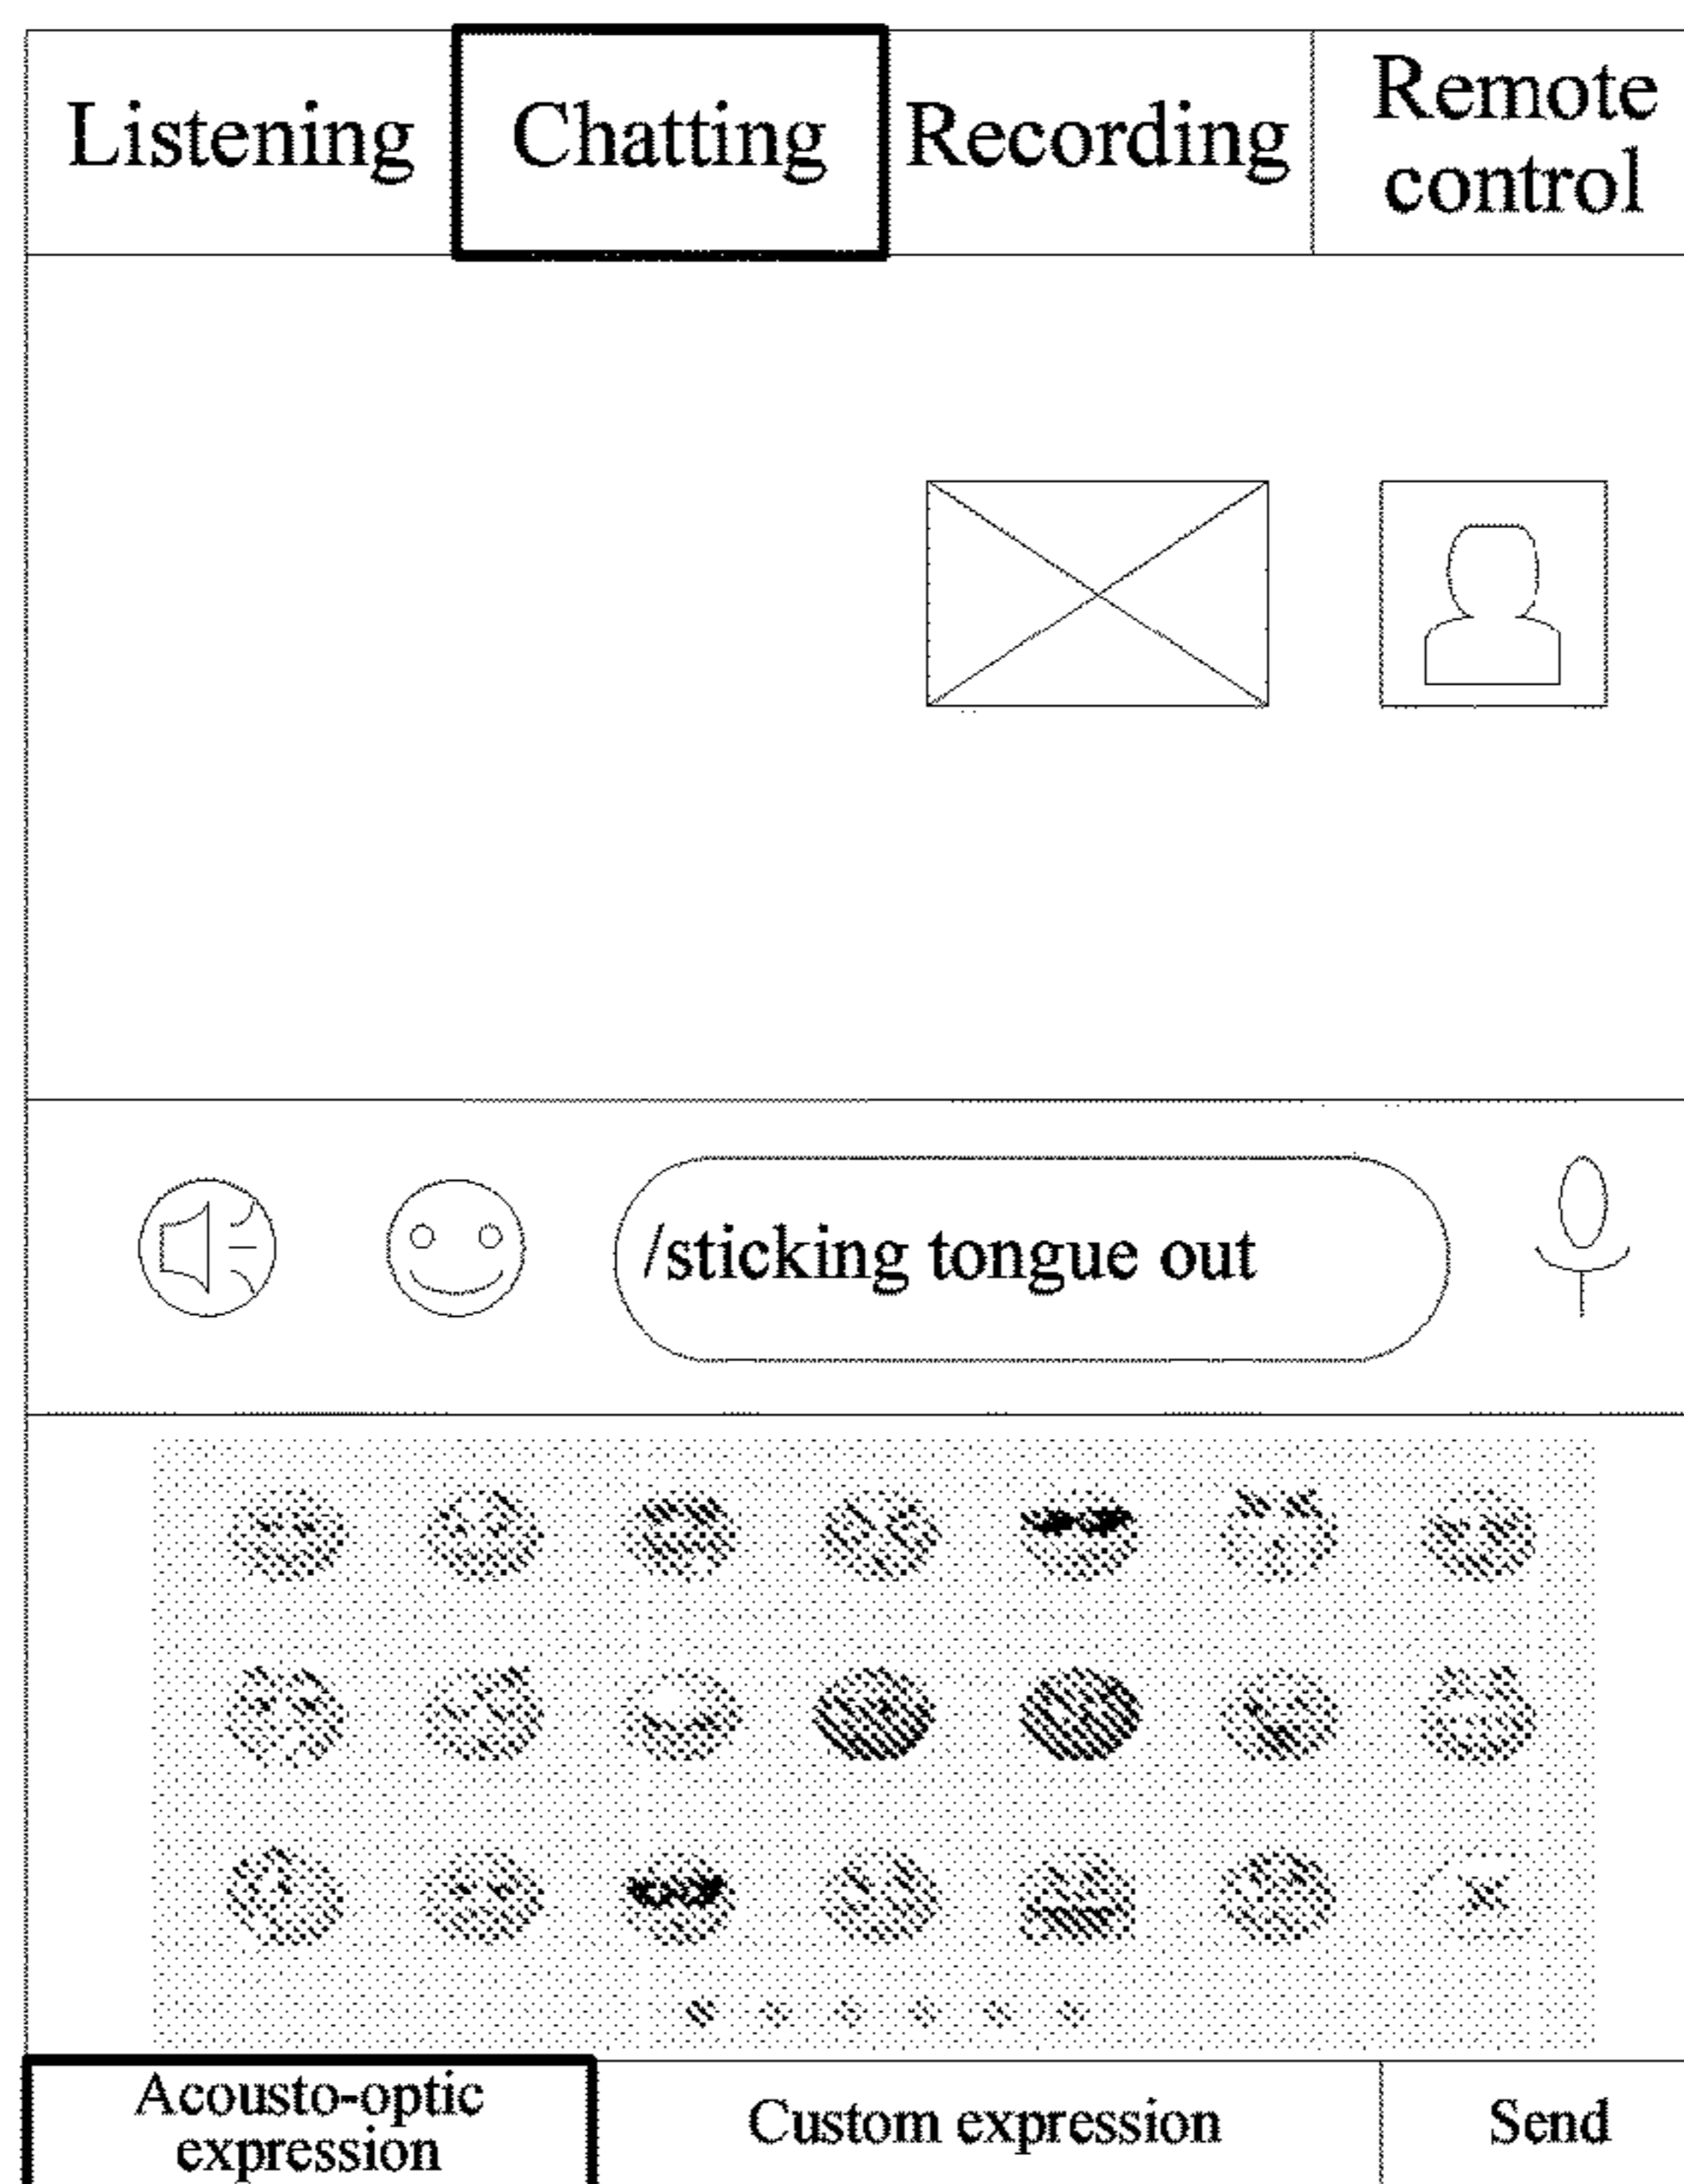 Listening Chatting Recording Remote
control
/sticking tongue out
Acousto-optic
expression
Custom expression Send